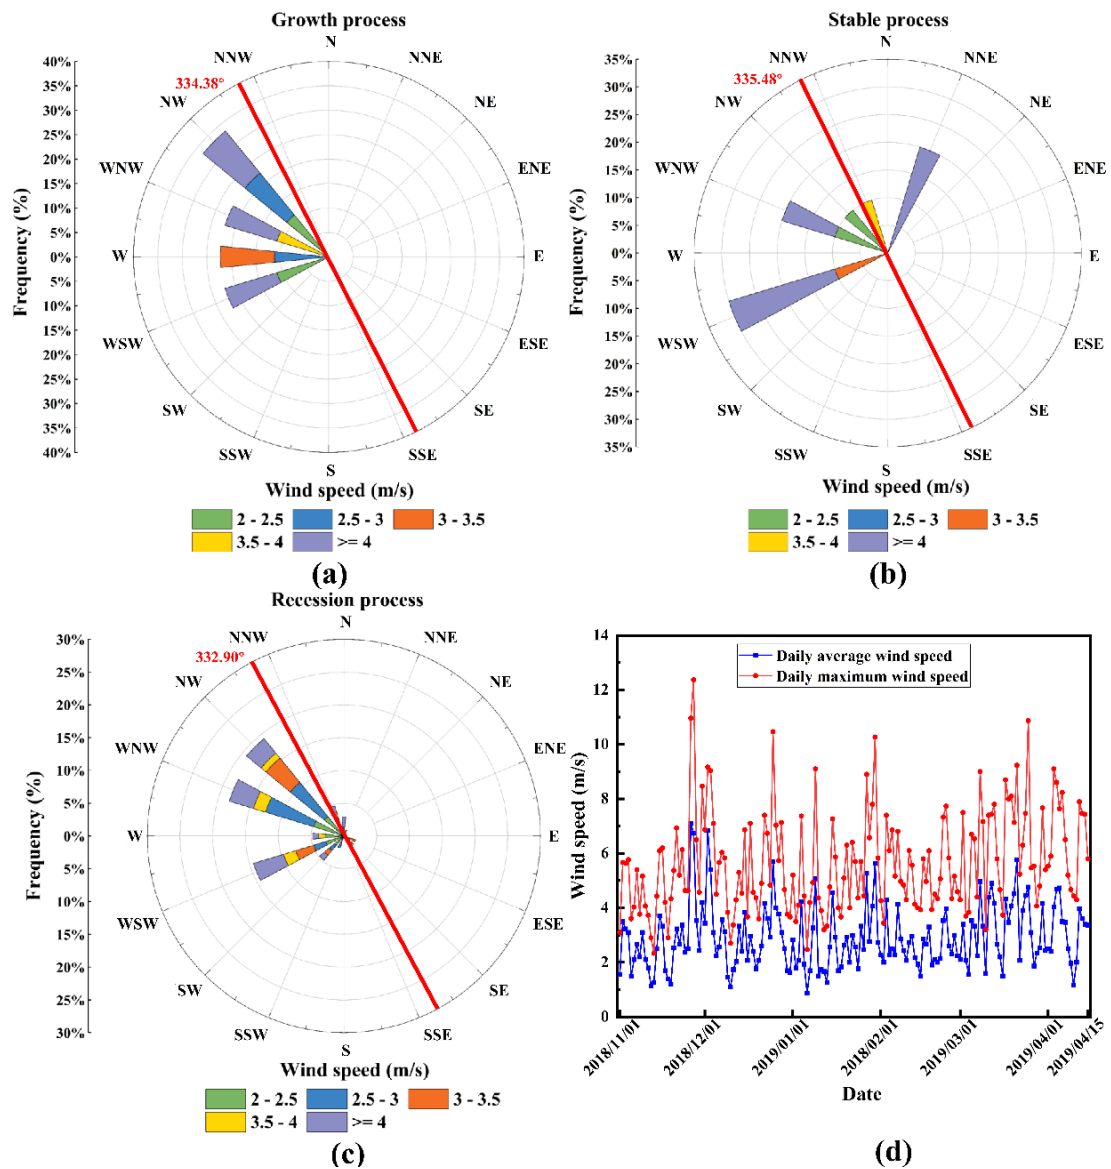 Growth process
N
NNE
NE
ENE
E
ESE
SE
SSE
S
SSW
SW
WSW
W
WNW
NW
NNW
334.38°
Frequency (%)
40%
35%
30%
25%
20%
15%
10%
5%
0%
5%
10%
15%
20%
25%
30%
35%
40%
Wind speed (m/s)
2 - 2.5 2.5 - 3 3 - 3.5
3.5 - 4 >= 4
(a)
Stable process
N
NNE
NE
ENE
E
ESE
SE
SSE
S
SSW
SW
WSW
W
WNW
NW
NNW
335.48°
Frequency (%)
35%
30%
25%
20%
15%
10%
5%
0%
5%
10%
15%
20%
25%
30%
35%
Wind speed (m/s)
2 - 2.5 2.5 - 3 3 - 3.5
3.5 - 4 >= 4
(b)
Recession process
N
NNE
NE
ENE
E
ESE
SE
SSE
S
SSW
SW
WSW
W
WNW
NW
NNW
332.90°
Frequency (%)
30%
25%
20%
15%
10%
5%
0%
5%
10%
15%
20%
25%
30%
Wind speed (m/s)
2 - 2.5 2.5 - 3 3 - 3.5
3.5 - 4 >= 4
(c)
Daily average wind speed
Daily maximum wind speed
Wind speed (m/s)
14
12
10
8
6
4
2
0
2018/11/01
2018/12/01
2019/01/01
2018/02/01
2019/03/01
2019/04/01
2019/04/15
Date
(d)